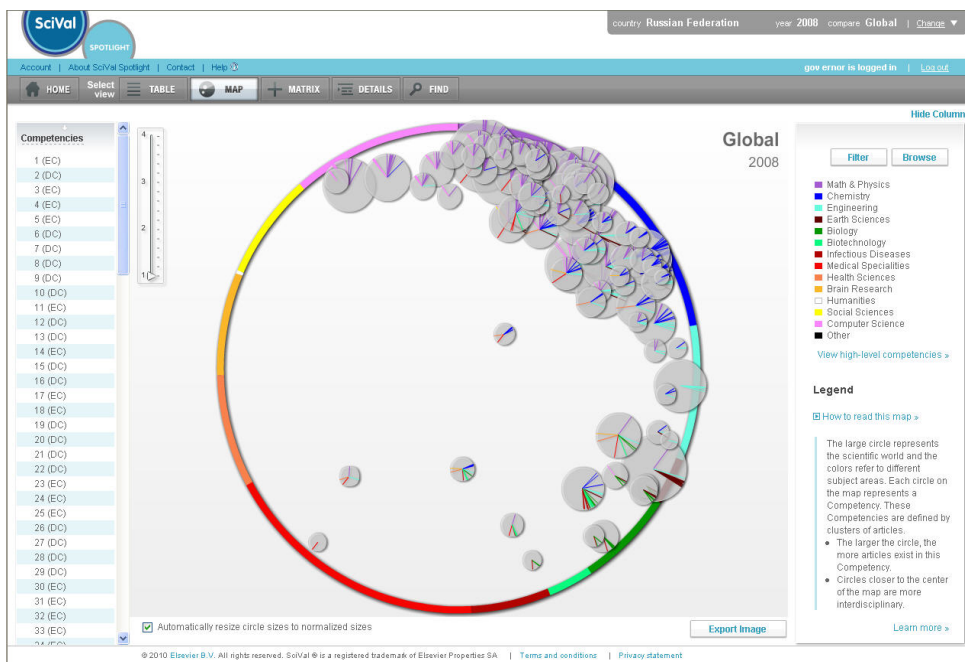 SciVal
SPOTLIGHT
country Russian Federation year 2008 compare Global | Change ▼
Account | About SciVal Spotlight | Contact | Help
gov ernor is logged in | Log out
HOME
Select view
TABLE
MAP
MATRIX
DETAILS
FIND
Hide Column
Competencies
1 (EC)
2 (DC)
3 (EC)
4 (EC)
5 (EC)
6 (DC)
7 (DC)
8 (DC)
9 (DC)
10 (DC)
11 (EC)
12 (DC)
13 (DC)
14 (EC)
15 (DC)
16 (DC)
17 (EC)
18 (EC)
19 (DC)
20 (DC)
21 (DC)
22 (DC)
23 (EC)
24 (EC)
25 (EC)
26 (DC)
27 (DC)
28 (DC)
29 (DC)
30 (EC)
31 (EC)
32 (EC)
33 (EC)
4
3
2
1
Global
2008
Automatically resize circle sizes to normalized sizes
Export Image
Filter
Browse
Math & Physics
Chemistry
Engineering
Earth Sciences
Biology
Biotechnology
Infectious Diseases
Medical Specialities
Health Sciences
Brain Research
Humanities
Social Sciences
Computer Science
Other
View high-level competencies »
Legend
How to read this map »
The large circle represents
the scientific world and the
colors refer to different
subject areas. Each circle on
the map represents a
Competency. These
Competencies are defined by
clusters of articles.
• The larger the circle, the
more articles exist in this
Competency.
• Circles closer to the center
of the map are more
interdisciplinary.
Learn more »
© 2010 Elsevier B.V. All rights reserved. SciVal ® is a registered trademark of Elsevier Properties SA | Terms and conditions | Privacy statement